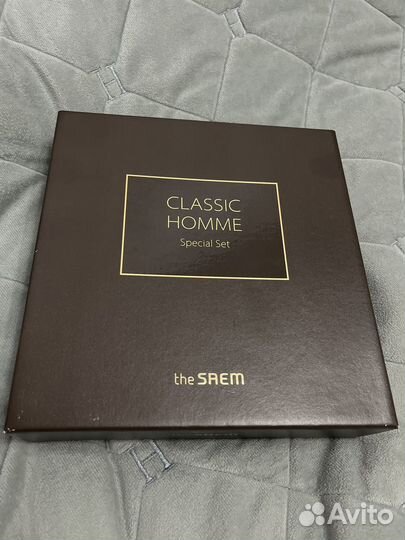 CLASSIC
HOMME
Special Set
the SAEM
Avito